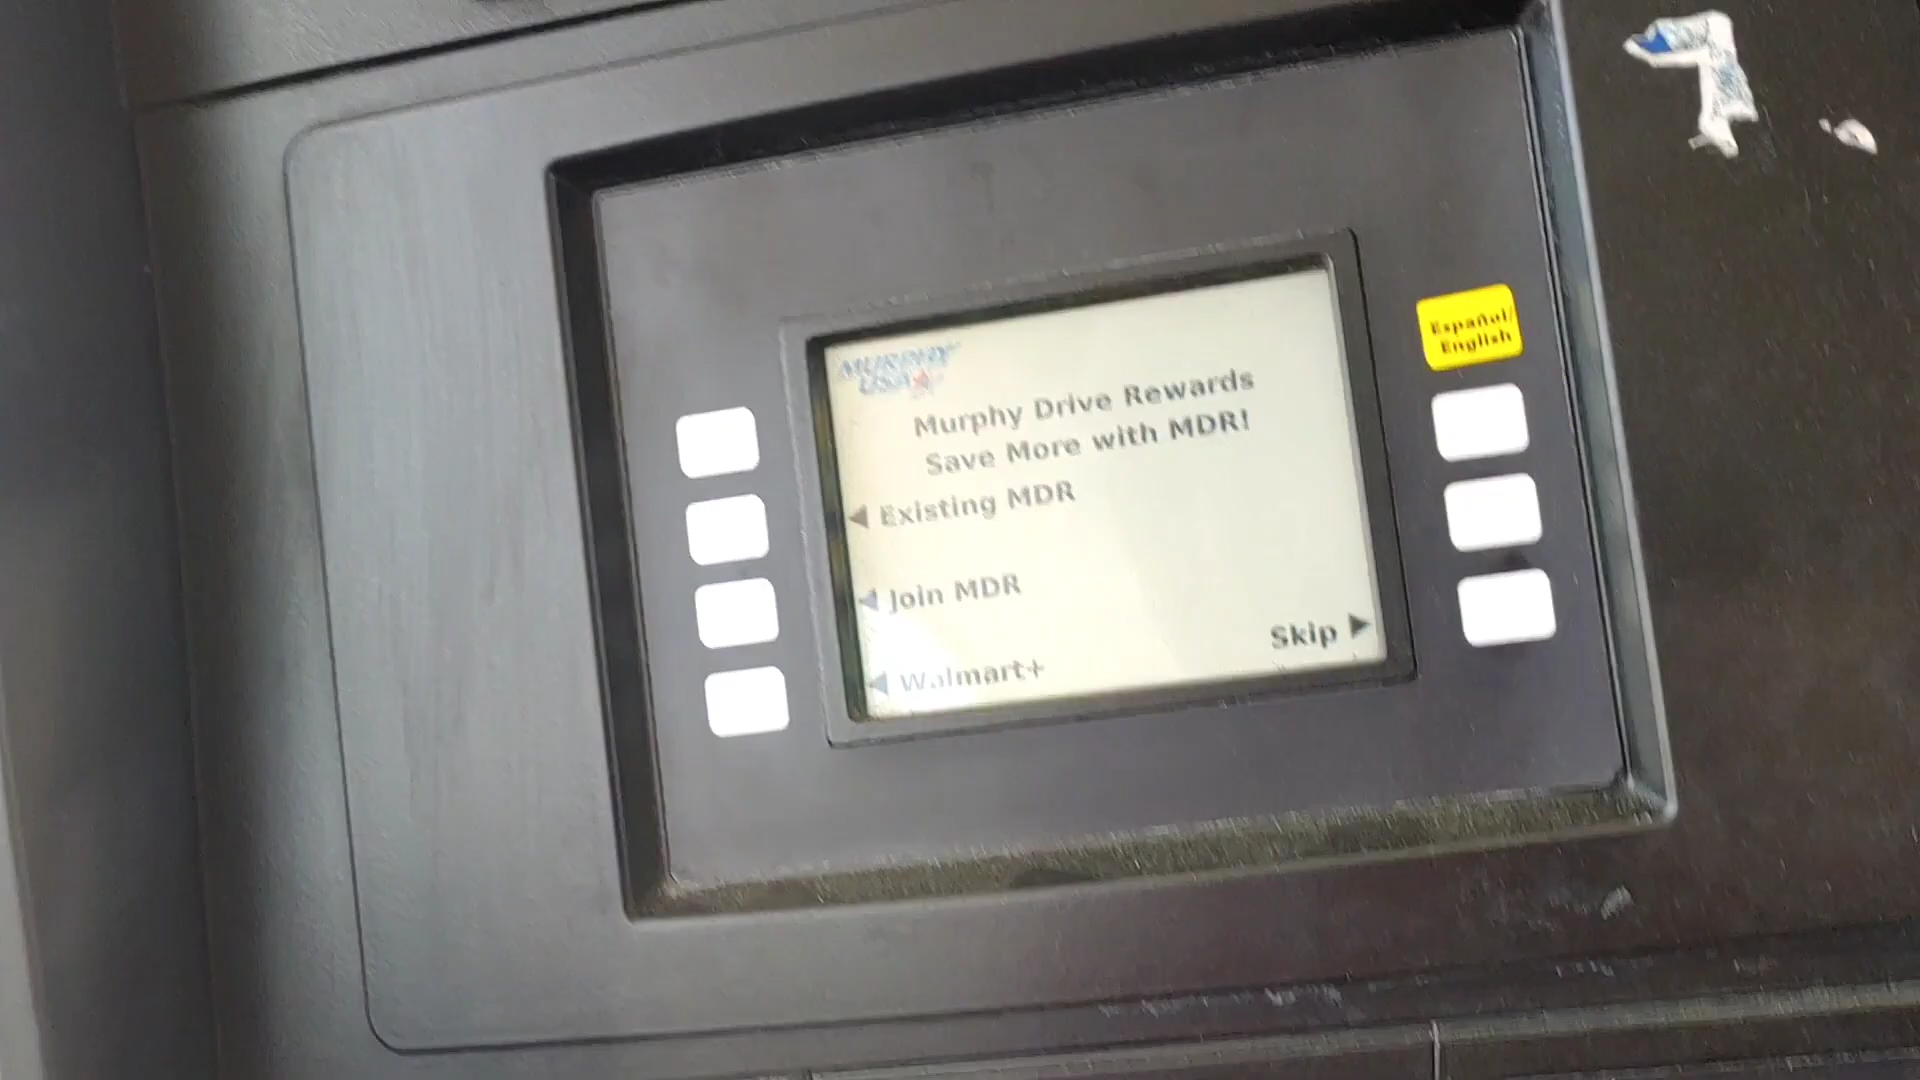 MURPHY
USA
Murphy Drive Rewards
Save More with MDR!
Existing MDR
Join MDR
Skip
Walmart+
Español/
English